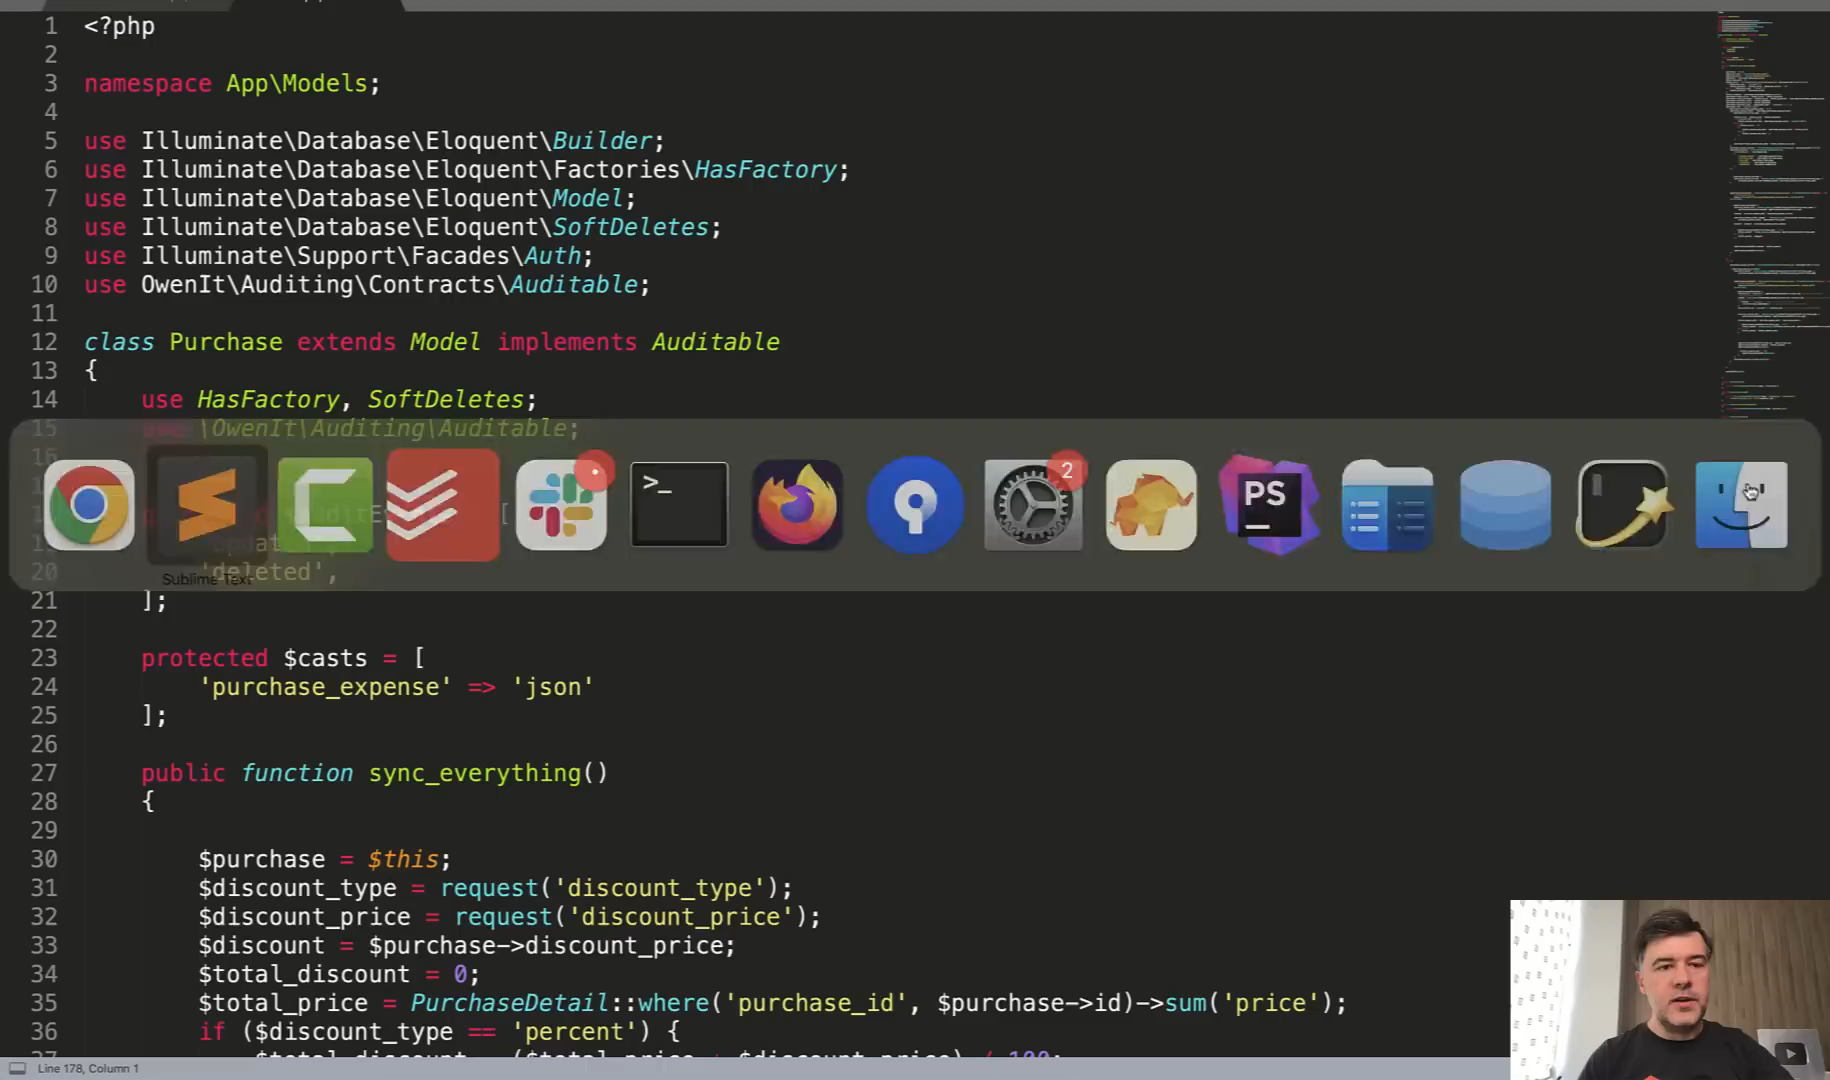 1 <?php
2
3 namespace App\Models;
4
5 use Illuminate\Database\Eloquent\Builder;
6 use Illuminate\Database\Eloquent\Factories\HasFactory;
7 use Illuminate\Database\Eloquent\Model;
8 use Illuminate\Database\Eloquent\SoftDeletes;
9 use Illuminate\Support\Facades\Auth;
10 use OwenIt\Auditing\Contracts\Auditable;
11
12 class Purchase extends Model implements Auditable
13 {
14 use HasFactory, SoftDeletes;
15 use \OwenIt\Auditing\Auditable;
16
>_
2
PS
[
20 'deleted',
Sublime Text
21 ];
22
23 protected $casts = [
24 'purchase_expense' => 'json'
25 ];
26
27 public function sync_everything()
28 {
29
30 $purchase = $this;
31 $discount_type = request('discount_type');
32 $discount_price = request('discount_price');
33 $discount = $purchase->discount_price;
34 $total_discount = 0;
35 $total_price = PurchaseDetail::where('purchase_id', $purchase->id)->sum('price');
36 if ($discount_type == 'percent') {
Line 178, Column 1